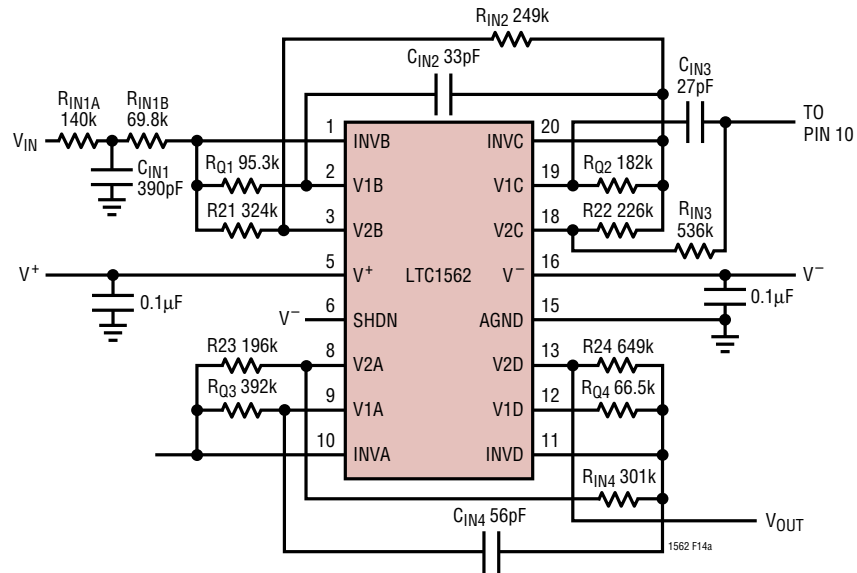 RIN2 249k
CIN2 33pF
CIN3
27pF
RIN1A
140k
RIN1B
69.8k
TO
PIN 10
VIN
CIN1
390pF
1
INVB
20
INVC
RQ1 95.3k
2
V1B
19
V1C
RQ2 182k
R21 324k
3
V2B
18
V2C
R22 226k
RIN3
536k
V+
5
V+
LTC1562
16
V–
V–
0.1µF
0.1µF
V–
6
SHDN
15
AGND
R23 196k
8
V2A
13
V2D
R24 649k
RQ3 392k
9
V1A
12
V1D
RQ4 66.5k
10
INVA
11
INVD
RIN4 301k
CIN4 56pF
VOUT
1562 F14a